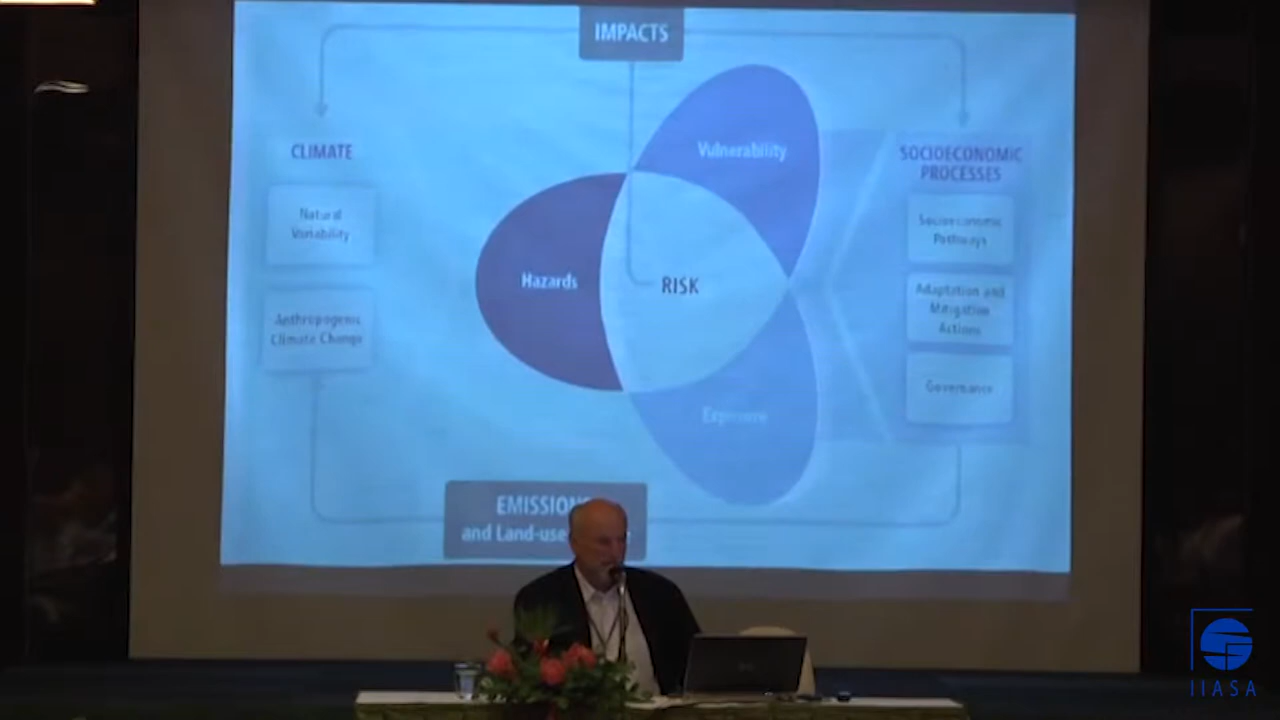 IMPACTS
CLIMATE
Natural
Variability
Anthropogenic
Climate Change
Vulnerability
Hazards
RISK
Exposure
SOCIOECONOMIC
PROCESSES
Socioeconomic
Pathways
Adaptation and
Mitigation
Actions
Governance
EMISSIONS
and Land-use
IIASA